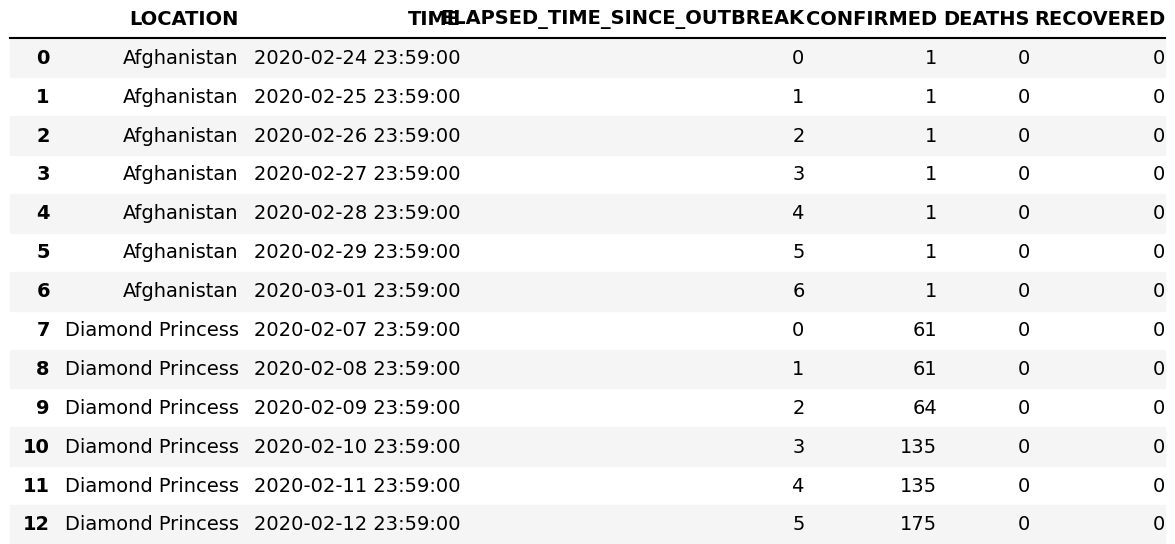 LOCATION TIME ELAPSED_TIME_SINCE_OUTBREAK CONFIRMED DEATHS RECOVERED
0 Afghanistan 2020-02-24 23:59:00 0 1 0 0
1 Afghanistan 2020-02-25 23:59:00 1 1 0 0
2 Afghanistan 2020-02-26 23:59:00 2 1 0 0
3 Afghanistan 2020-02-27 23:59:00 3 1 0 0
4 Afghanistan 2020-02-28 23:59:00 4 1 0 0
5 Afghanistan 2020-02-29 23:59:00 5 1 0 0
6 Afghanistan 2020-03-01 23:59:00 6 1 0 0
7 Diamond Princess 2020-02-07 23:59:00 0 61 0 0
8 Diamond Princess 2020-02-08 23:59:00 1 61 0 0
9 Diamond Princess 2020-02-09 23:59:00 2 64 0 0
10 Diamond Princess 2020-02-10 23:59:00 3 135 0 0
11 Diamond Princess 2020-02-11 23:59:00 4 135 0 0
12 Diamond Princess 2020-02-12 23:59:00 5 175 0 0